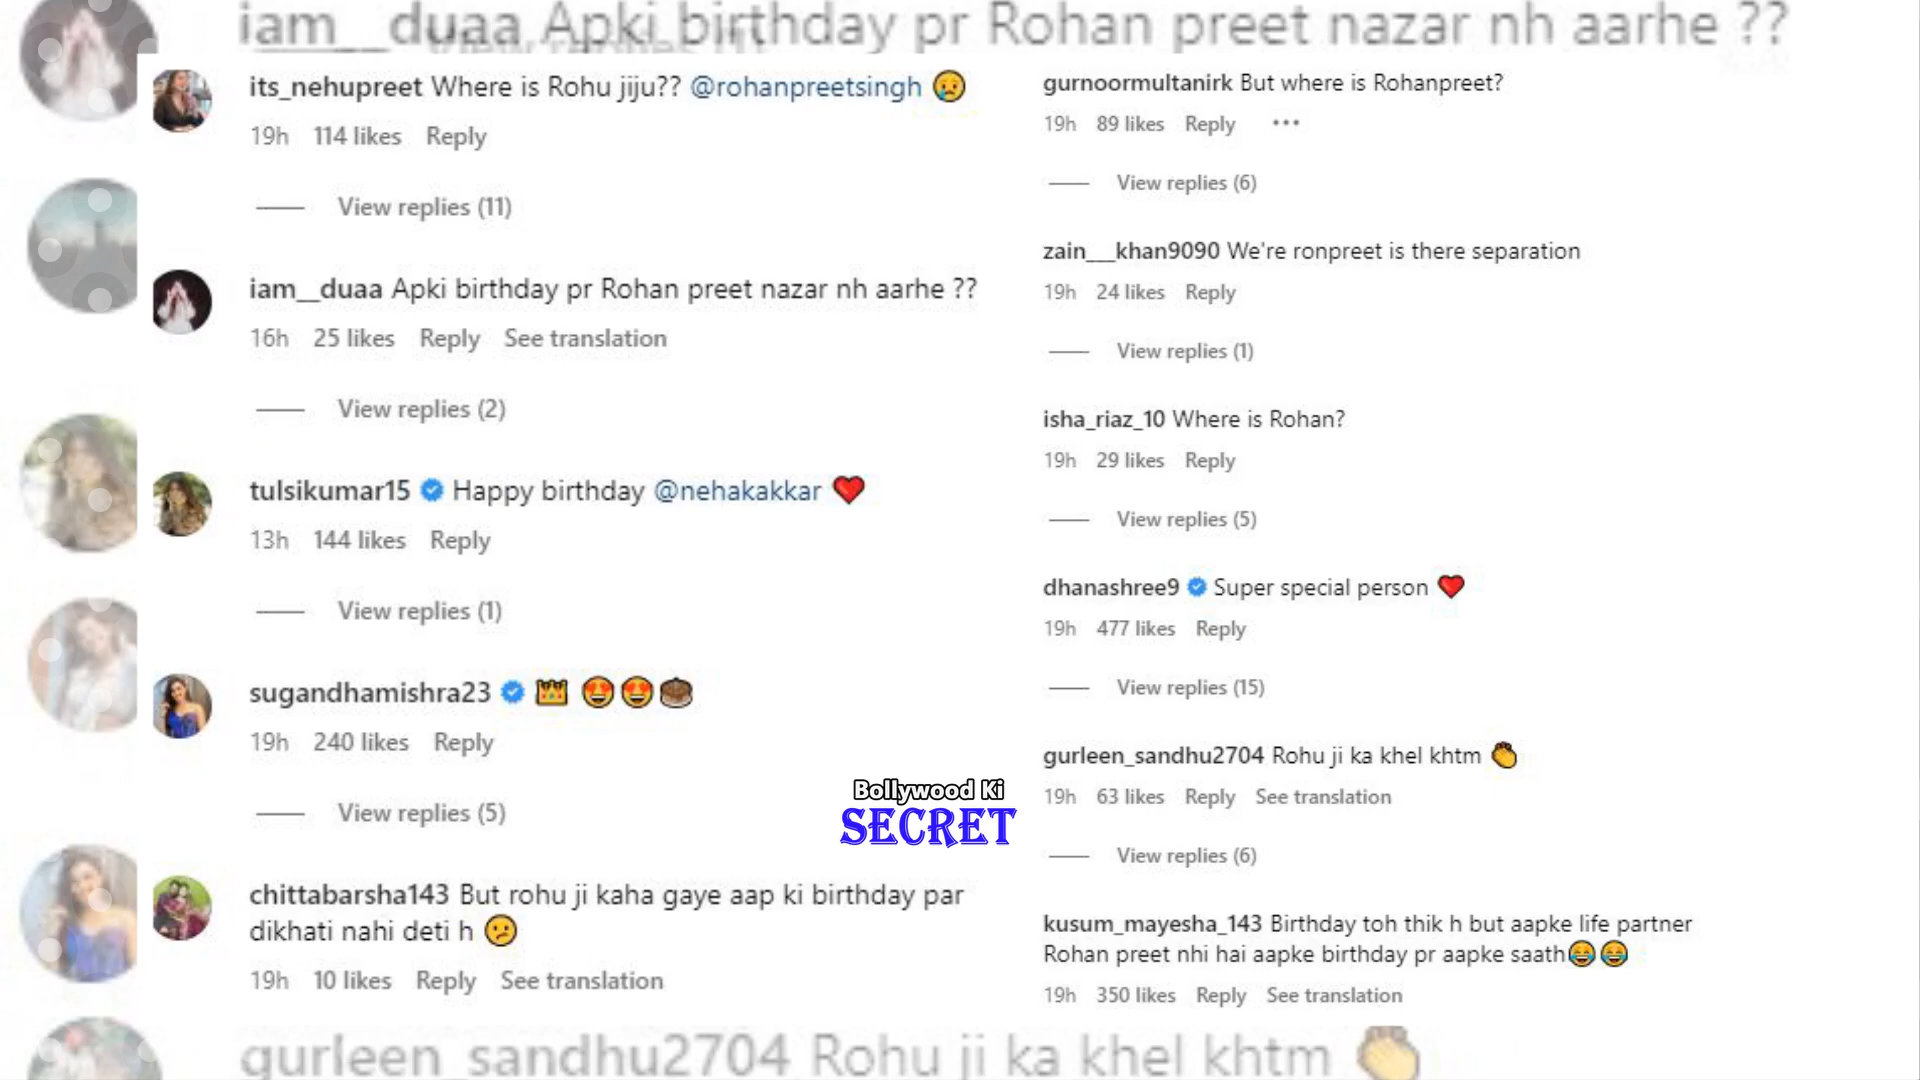 iam__duaa Apki birthday pr Rohan preet nazar nh aarhe ??
its_nehupreet Where is Rohu jiju?? @rohanpreetsingh 😥
19h 114 likes Reply
View replies (11)
iam__duaa Apki birthday pr Rohan preet nazar nh aarhe ??
16h 25 likes Reply See translation
View replies (2)
tulsikumar15 Happy birthday @nehakakkar ❤️
13h 144 likes Reply
View replies (1)
sugandhamishra23 👑 😍😍🎂
19h 240 likes Reply
View replies (5)
chittabarsha143 But rohu ji kaha gaye aap ki birthday par
dikhati nahi deti h 🫤
19h 10 likes Reply See translation
gurnoormultanirk But where is Rohanpreet?
19h 89 likes Reply •••
View replies (6)
zain___khan9090 We're ronpreet is there separation
19h 24 likes Reply
View replies (1)
isha_riaz_10 Where is Rohan?
19h 29 likes Reply
View replies (5)
dhanashree9 Super special person ❤️
19h 477 likes Reply
View replies (15)
gurleen_sandhu2704 Rohu ji ka khel khtm 👏
19h 63 likes Reply See translation
View replies (6)
kusum_mayesha_143 Birthday toh thik h but aapke life partner
Rohan preet nhi hai aapke birthday pr aapke saath😂😂
19h 350 likes Reply See translation
Bollywood Ki
SECRET
gurleen_sandhu2704 Rohu ji ka khel khtm 👏